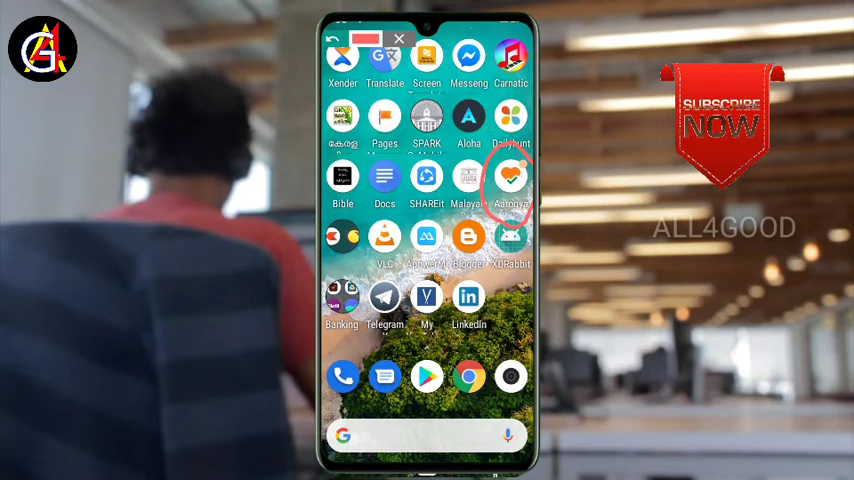 Xender Translate Screen Messeng Carnatic
കേരള Pages SPARK Aloha Dailyhunt
Bible Docs SHAREit Malayal Aarogya
VLC ApowerM Blogger XDRabbit
Banking Telegram My LinkedIn
SUBSCRIBE
NOW
ALL4GOOD